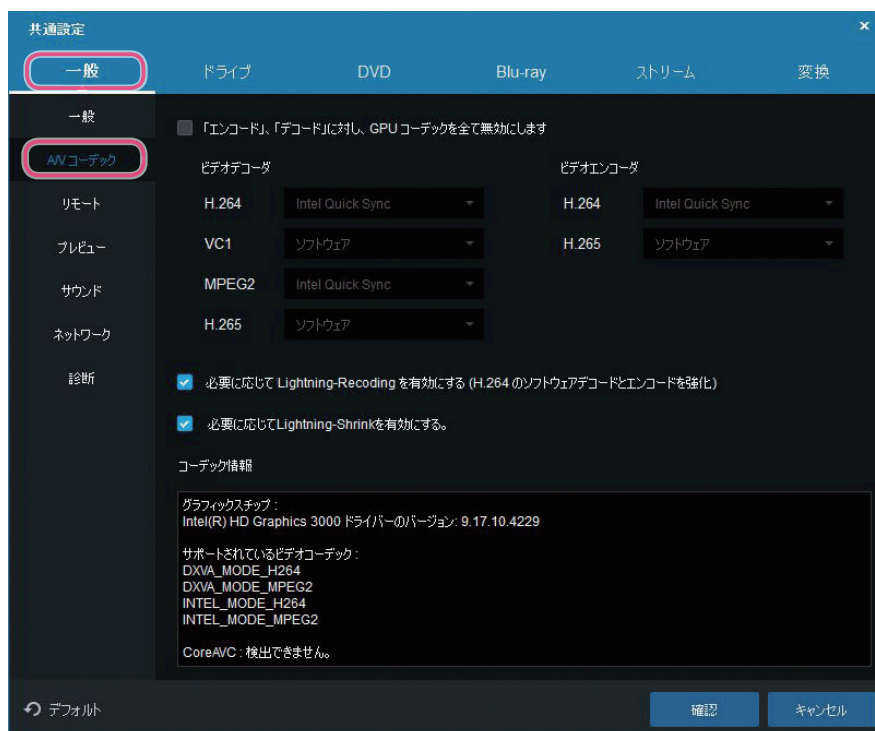 共通設定
×
一般
ドライブ
DVD
Blu-ray
ストリーム
変換
一般
A/Vコーデック
リモート
プレビュー
サウンド
ネットワーク
診断
「エンコード」、「デコード」に対し、GPUコーデックを全て無効にします
ビデオデコーダ
ビデオエンコーダ
H.264 Intel Quick Sync
H.264 Intel Quick Sync
VC1 ソフトウェア
H.265 ソフトウェア
MPEG2 Intel Quick Sync
H.265 ソフトウェア
必要に応じて Lightning-Recoding を有効にする (H.264 のソフトウェアデコードとエンコードを強化)
必要に応じてLightning-Shrinkを有効にする。
コーデック情報
グラフィックスチップ :
Intel(R) HD Graphics 3000 ドライバーのバージョン: 9.17.10.4229
サポートされているビデオコーデック :
DXVA_MODE_H264
DXVA_MODE_MPEG2
INTEL_MODE_H264
INTEL_MODE_MPEG2
CoreAVC : 検出できません。
デフォルト
確認
キャンセル